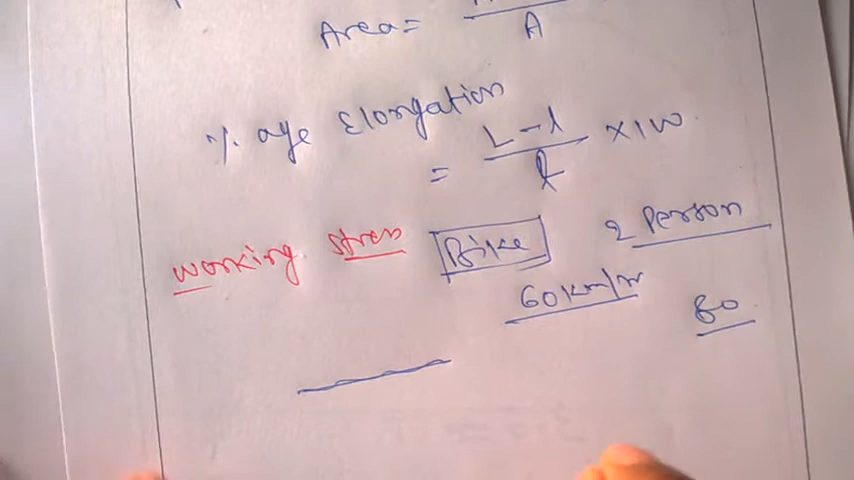 Area =
A
% age Elongation
= L - l / l × 100
working stress Bike 2 Person
60 km/hr 80